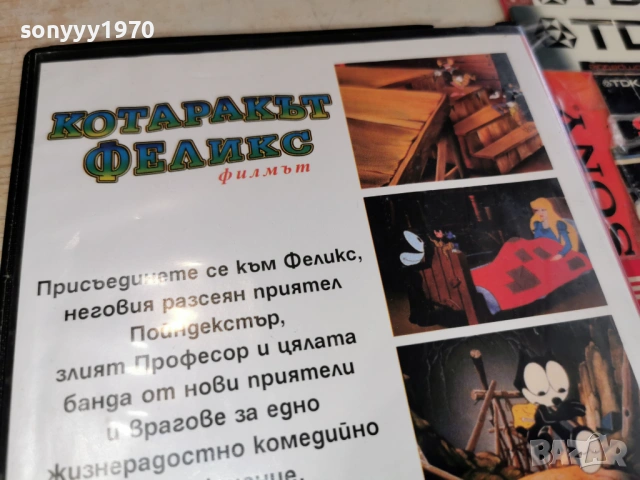 sonyyy1970
TDK
SONY
КОТАРАКЪТ
ФЕЛИКС
филмът
Присъединете се към Феликс,
неговия разсеян приятел
Пойндекстър,
злият Професор и цялата
банда от нови приятели
и врагове за едно
жизнерадостно комедийно
BAZAR